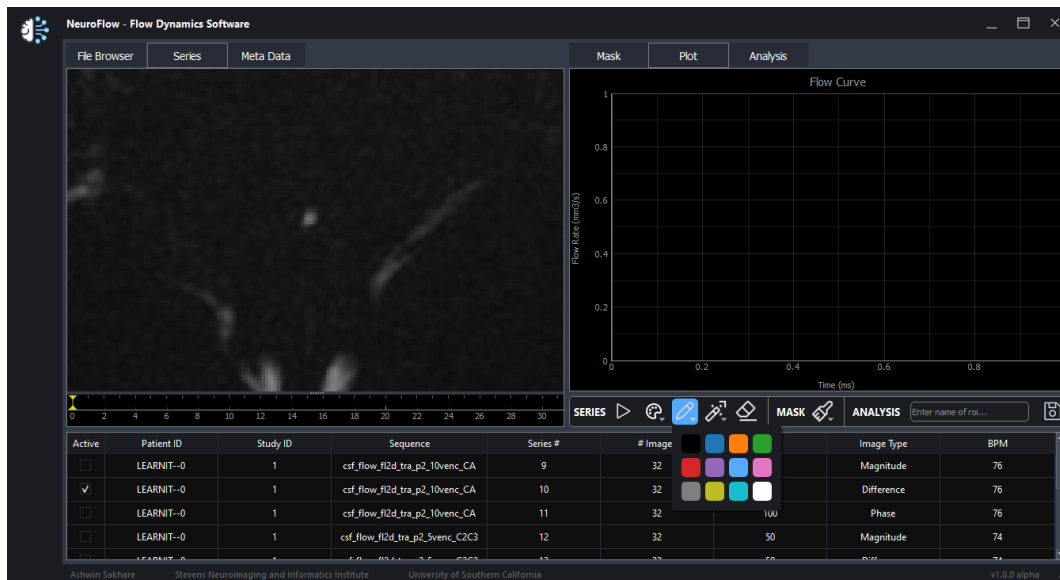 NeuroFlow - Flow Dynamics Software
File Browser Series Meta Data
Mask Plot Analysis
Flow Curve
1
0.8
0.6
0.4
0.2
0
Flow Rate (mm3/s)
0 0.2 0.4 0.6 0.8
Time (ms)
0 2 4 6 8 10 12 14 16 18 20 22 24 26 28 30
SERIES MASK ANALYSIS Enter name of roi...
Active Patient ID Study ID Sequence Series # # Image Image Type BPM
LEARNIT--0 1 csf_flow_fl2d_tra_p2_10venc_CA 9 32 Magnitude 76
LEARNIT--0 1 csf_flow_fl2d_tra_p2_10venc_CA 10 32 Difference 76
LEARNIT--0 1 csf_flow_fl2d_tra_p2_10venc_CA 11 32 100 Phase 76
LEARNIT--0 1 csf_flow_fl2d_tra_p2_5venc_C2C3 12 32 50 Magnitude 74
Ashwin Sakhare Stevens Neuroimaging and Informatics Institute University of Southern California v1.0.0 alpha